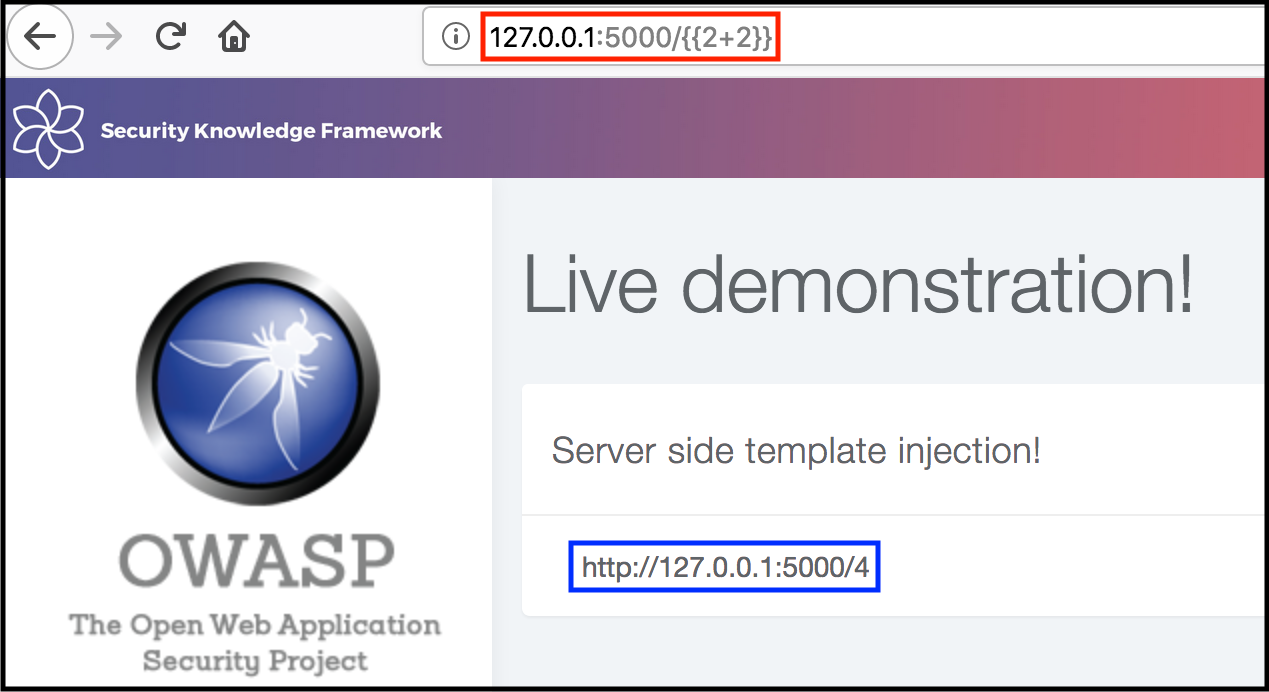 127.0.0.1:5000/{{2+2}}
Security Knowledge Framework
Live demonstration!
Server side template injection!
http://127.0.0.1:5000/4
OWASP
The Open Web Application
Security Project